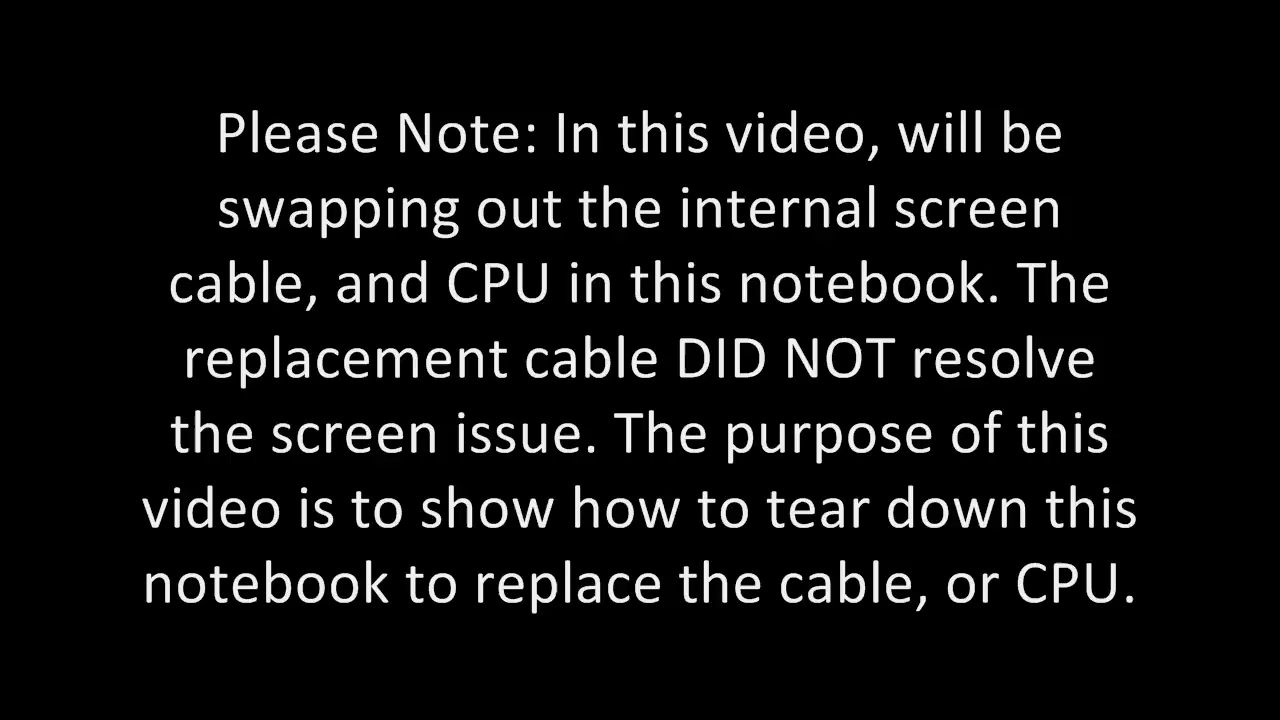 Please Note: In this video, will be
swapping out the internal screen
cable, and CPU in this notebook. The
replacement cable DID NOT resolve
the screen issue. The purpose of this
video is to show how to tear down this
notebook to replace the cable, or CPU.